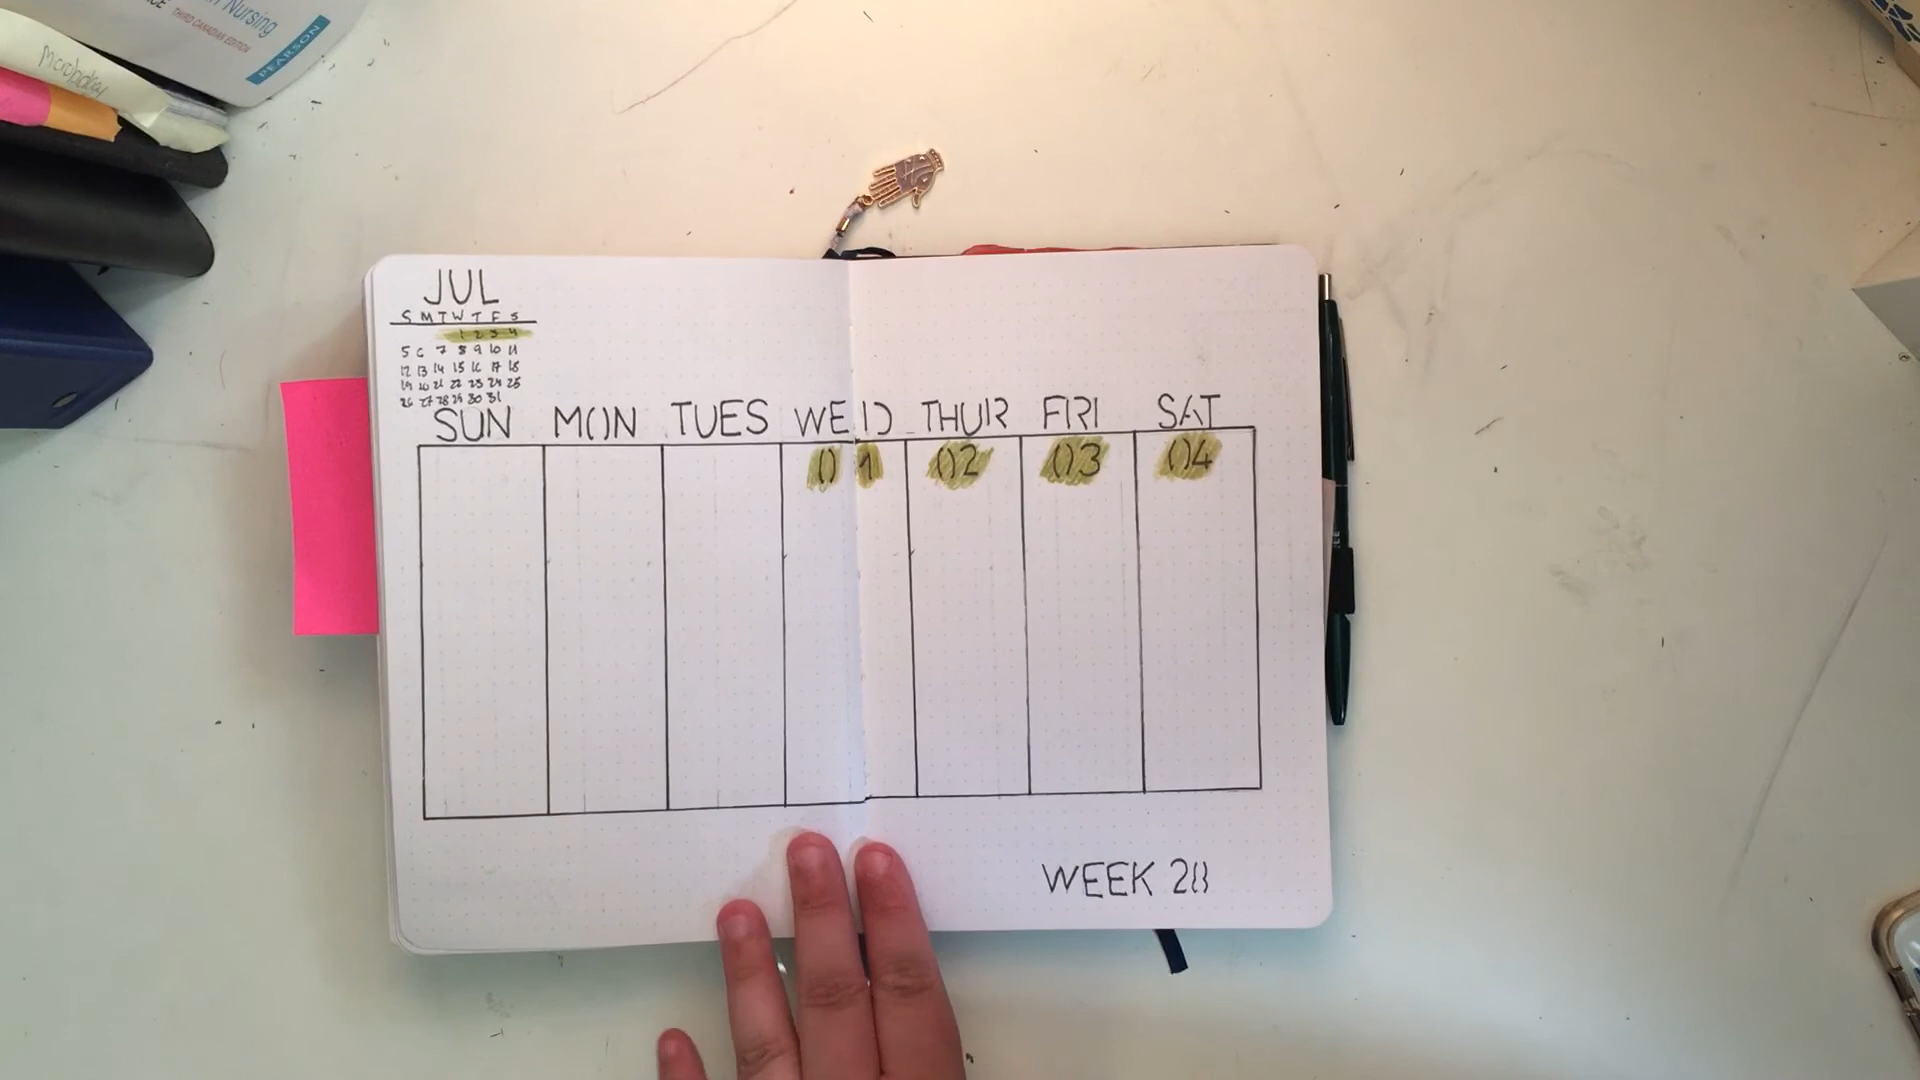 Nursing
THIRD CANADIAN EDITION
PEARSON
JUL
S M T W T F S
1 2 3 4
5 6 7 8 9 10 11
12 13 14 15 16 17 18
19 20 21 22 23 24 25
26 27 28 29 30 31
SUN MON TUES WED THUR FRI SAT
01 02 03 04
WEEK 28